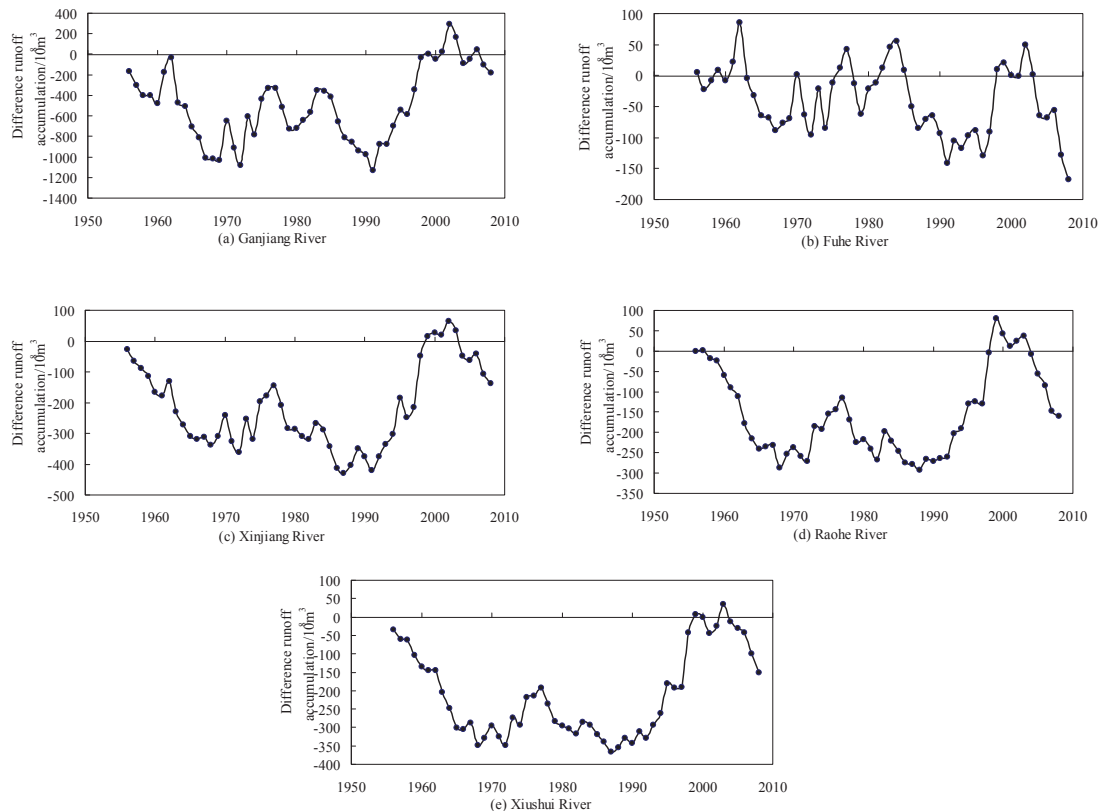 Difference runoff
accumulation/10⁸m³
400
200
0
-200
-400
-600
-800
-1000
-1200
-1400
1950 1960 1970 1980 1990 2000 2010
(a) Ganjiang River
Difference runoff
accumulation/10⁸m³
100
50
0
-50
-100
-150
-200
1950 1960 1970 1980 1990 2000 2010
(b) Fuhe River
Difference runoff
accumulation/10⁸m³
100
0
-100
-200
-300
-400
-500
1950 1960 1970 1980 1990 2000 2010
(c) Xinjiang River
Difference runoff
accumulation/10⁸m³
100
50
0
-50
-100
-150
-200
-250
-300
-350
1950 1960 1970 1980 1990 2000 2010
(d) Raohe River
Difference runoff
accumulation/10⁸m³
100
50
0
-50
-100
-150
-200
-250
-300
-350
-400
1950 1960 1970 1980 1990 2000 2010
(e) Xiushui River